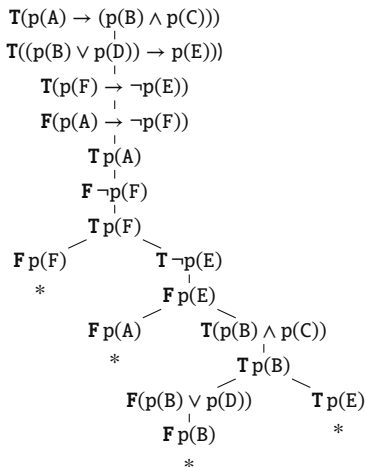 T(p(A) → (p(B) ∧ p(C)))
T((p(B) ∨ p(D)) → p(E)))
T(p(F) → ¬p(E))
F(p(A) → ¬p(F))
T p(A)
F ¬p(F)
T p(F)
F p(F) T ¬p(E)
* F p(E)
F p(A) T(p(B) ∧ p(C))
* T p(B)
F(p(B) ∨ p(D)) T p(E)
F p(B) *
*